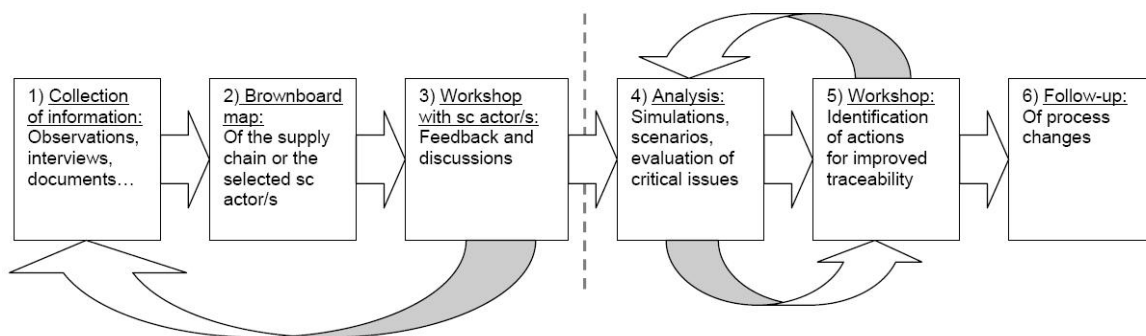 1) Collection
of information:
Observations,
interviews,
documents…
2) Brownboard
map:
Of the supply
chain or the
selected sc
actor/s
3) Workshop
with sc actor/s:
Feedback and
discussions
4) Analysis:
Simulations,
scenarios,
evaluation of
critical issues
5) Workshop:
Identification
of actions
for improved
traceability
6) Follow-up:
Of process
changes